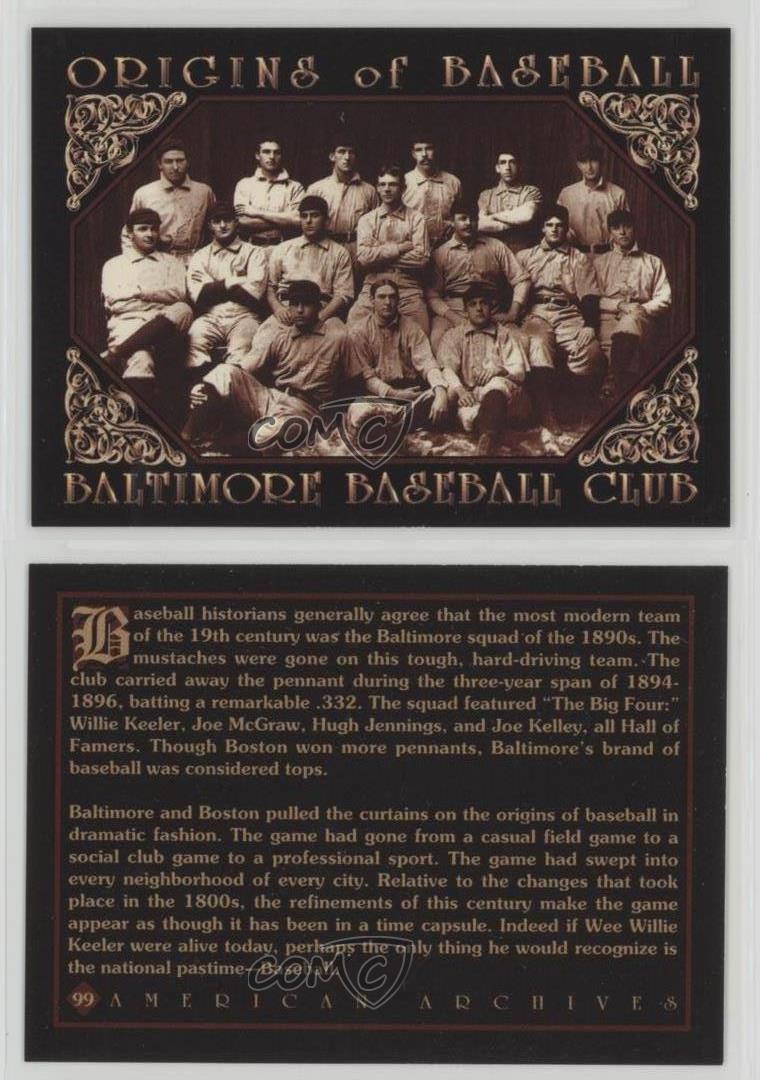 ORIGINS of BASEBALL
COMC
BALTIMORE BASEBALL CLUB
Baseball historians generally agree that the most modern team
of the 19th century was the Baltimore squad of the 1890s. The
mustaches were gone on this tough, hard-driving team. The
club carried away the pennant during the three-year span of 1894-
1896, batting a remarkable .332. The squad featured “The Big Four:”
Willie Keeler, Joe McGraw, Hugh Jennings, and Joe Kelley, all Hall of
Famers. Though Boston won more pennants, Baltimore's brand of
baseball was considered tops.
Baltimore and Boston pulled the curtains on the origins of baseball in
dramatic fashion. The game had gone from a casual field game to a
social club game to a professional sport. The game had swept into
every neighborhood of every city. Relative to the changes that took
place in the 1800s, the refinements of this century make the game
appear as though it has been in a time capsule. Indeed if Wee Willie
Keeler were alive today, perhaps the only thing he would recognize is
the national pastime—Baseball.
COMC
99 AMERICAN ARCHIVES